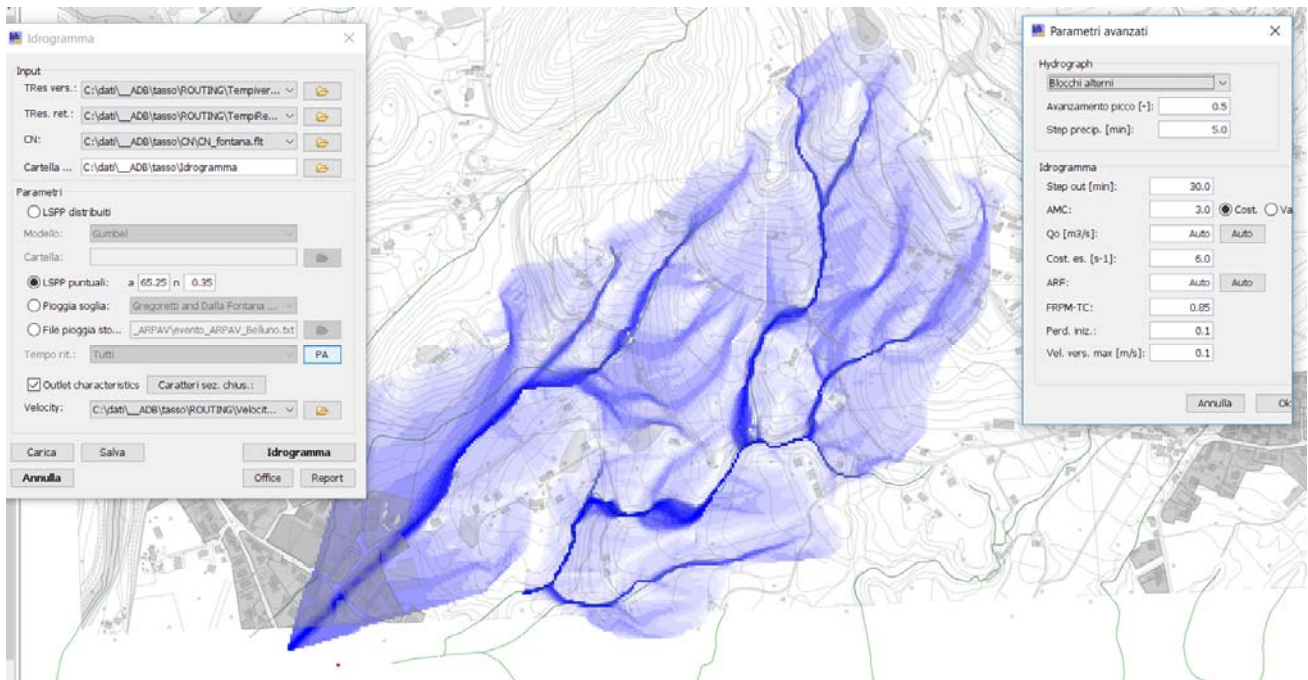 Idrogramma
Input
TRes vers.: C:\dati\__ADB\tasso\ROUTING\Tempiver...
TRes. ret.: C:\dati\__ADB\tasso\ROUTING\TempiRe...
CN: C:\dati\__ADB\tasso\CN\CN_fontana.flt
Cartella ... C:\dati\__ADB\tasso\Idrogramma
Parametri
LSPP distribuiti
Modello: Gumbel
Cartella:
LSPP puntuali: a 65.25 n 0.35
Pioggia soglia: Gregoretti and Dalla Fontana ...
File pioggia sto... _ARPAV\evento_ARPAV_Belluno.txt
Tempo rit.: Tutti PA
Outlet characteristics Caratteri sez. chius.:
Velocity: C:\dati\__ADB\tasso\ROUTING\Velocit...
Carica Salva Idrogramma
Annulla Office Report
Parametri avanzati
Hydrograph
Blocchi alterni
Avanzamento picco [-]: 0.5
Step precip. [min]: 5.0
Idrogramma
Step out [min]: 30.0
AMC: 3.0 Cost. Va
Qo [m3/s]: Auto Auto
Cost. es. [s-1]: 6.0
ARF: Auto Auto
FRPM-TC: 0.85
Perd. iniz.: 0.1
Vel. vers. max [m/s]: 0.1
Annulla Ok